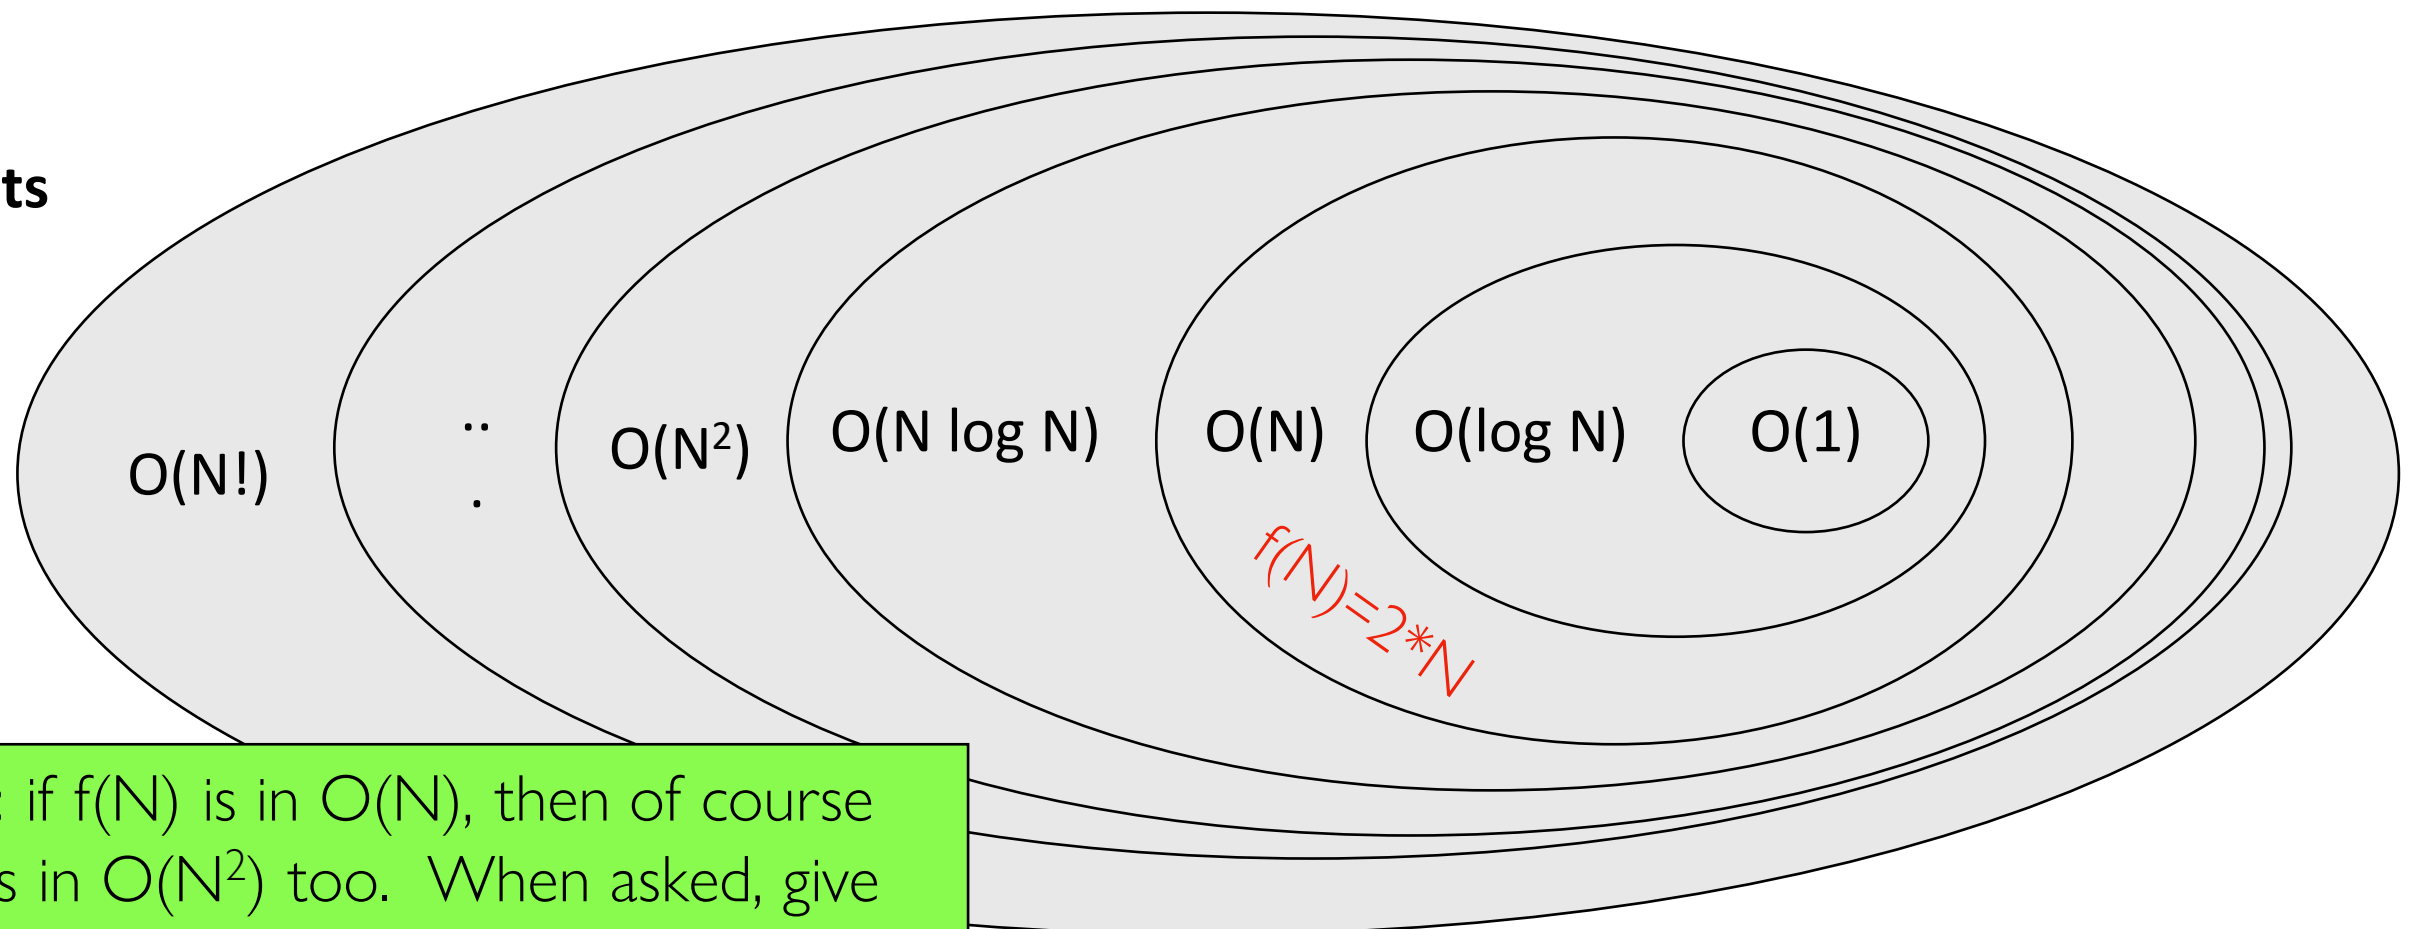 ts
O(N!)
..
.
O(N²)
O(N log N)
O(N)
O(log N)
O(1)
f(N)=2*N
: if f(N) is in O(N), then of course
s in O(N²) too. When asked, give